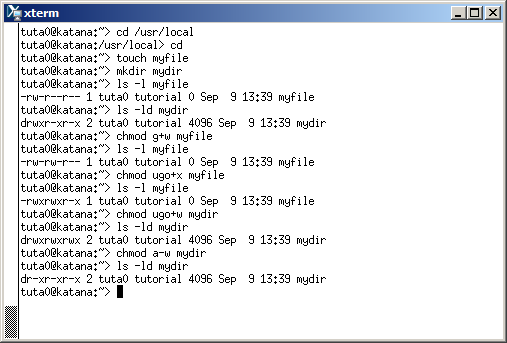 xterm
tuta0@katana:~> cd /usr/local
tuta0@katana:/usr/local> cd
tuta0@katana:~> touch myfile
tuta0@katana:~> mkdir mydir
tuta0@katana:~> ls -l myfile
-rw-r--r-- 1 tuta0 tutorial 0 Sep  9 13:39 myfile
tuta0@katana:~> ls -ld mydir
drwxr-xr-x 2 tuta0 tutorial 4096 Sep  9 13:39 mydir
tuta0@katana:~> chmod g+w myfile
tuta0@katana:~> ls -l myfile
-rw-rw-r-- 1 tuta0 tutorial 0 Sep  9 13:39 myfile
tuta0@katana:~> chmod ugo+x myfile
tuta0@katana:~> ls -l myfile
-rwxrwxr-x 1 tuta0 tutorial 0 Sep  9 13:39 myfile
tuta0@katana:~> chmod ugo+w mydir
tuta0@katana:~> ls -ld mydir
drwxrwxrwx 2 tuta0 tutorial 4096 Sep  9 13:39 mydir
tuta0@katana:~> chmod a-w mydir
tuta0@katana:~> ls -ld mydir
dr-xr-xr-x 2 tuta0 tutorial 4096 Sep  9 13:39 mydir
tuta0@katana:~>